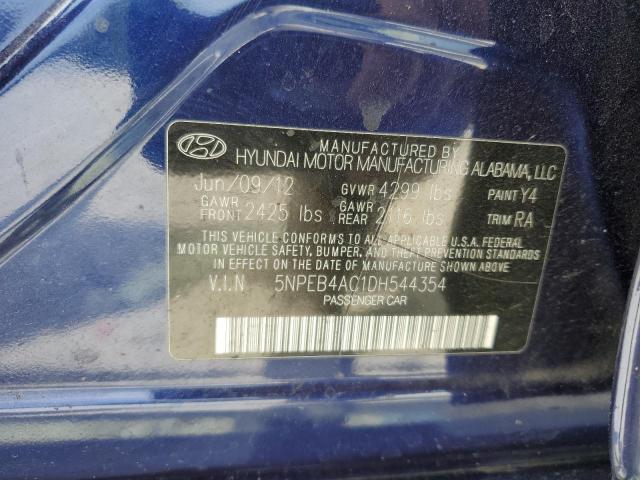 MANUFACTURED BY
HYUNDAI MOTOR MANUFACTURING ALABAMA, LLC
Jun/09/12 GVWR 4299 lbs PAINT Y4
GAWR FRONT 2425 lbs GAWR REAR 2116 lbs TRIM RA
THIS VEHICLE CONFORMS TO ALL APPLICABLE U.S.A. FEDERAL
MOTOR VEHICLE SAFETY, BUMPER, AND THEFT PREVENTION STANDARDS
IN EFFECT ON THE DATE OF MANUFACTURE SHOWN ABOVE.
V.I.N 5NPEB4AC1DH544354
PASSENGER CAR